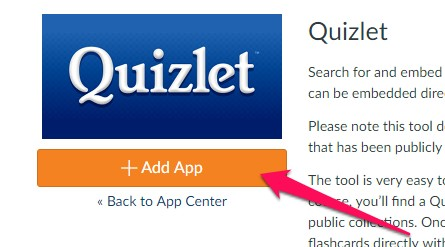 Quizlet™
+ Add App
« Back to App Center
Quizlet
Search for and embed
can be embedded dire
Please note this tool d
that has been publicly
The tool is very easy to
you'll find a Qu
public collections. Onc
flashcards directly with